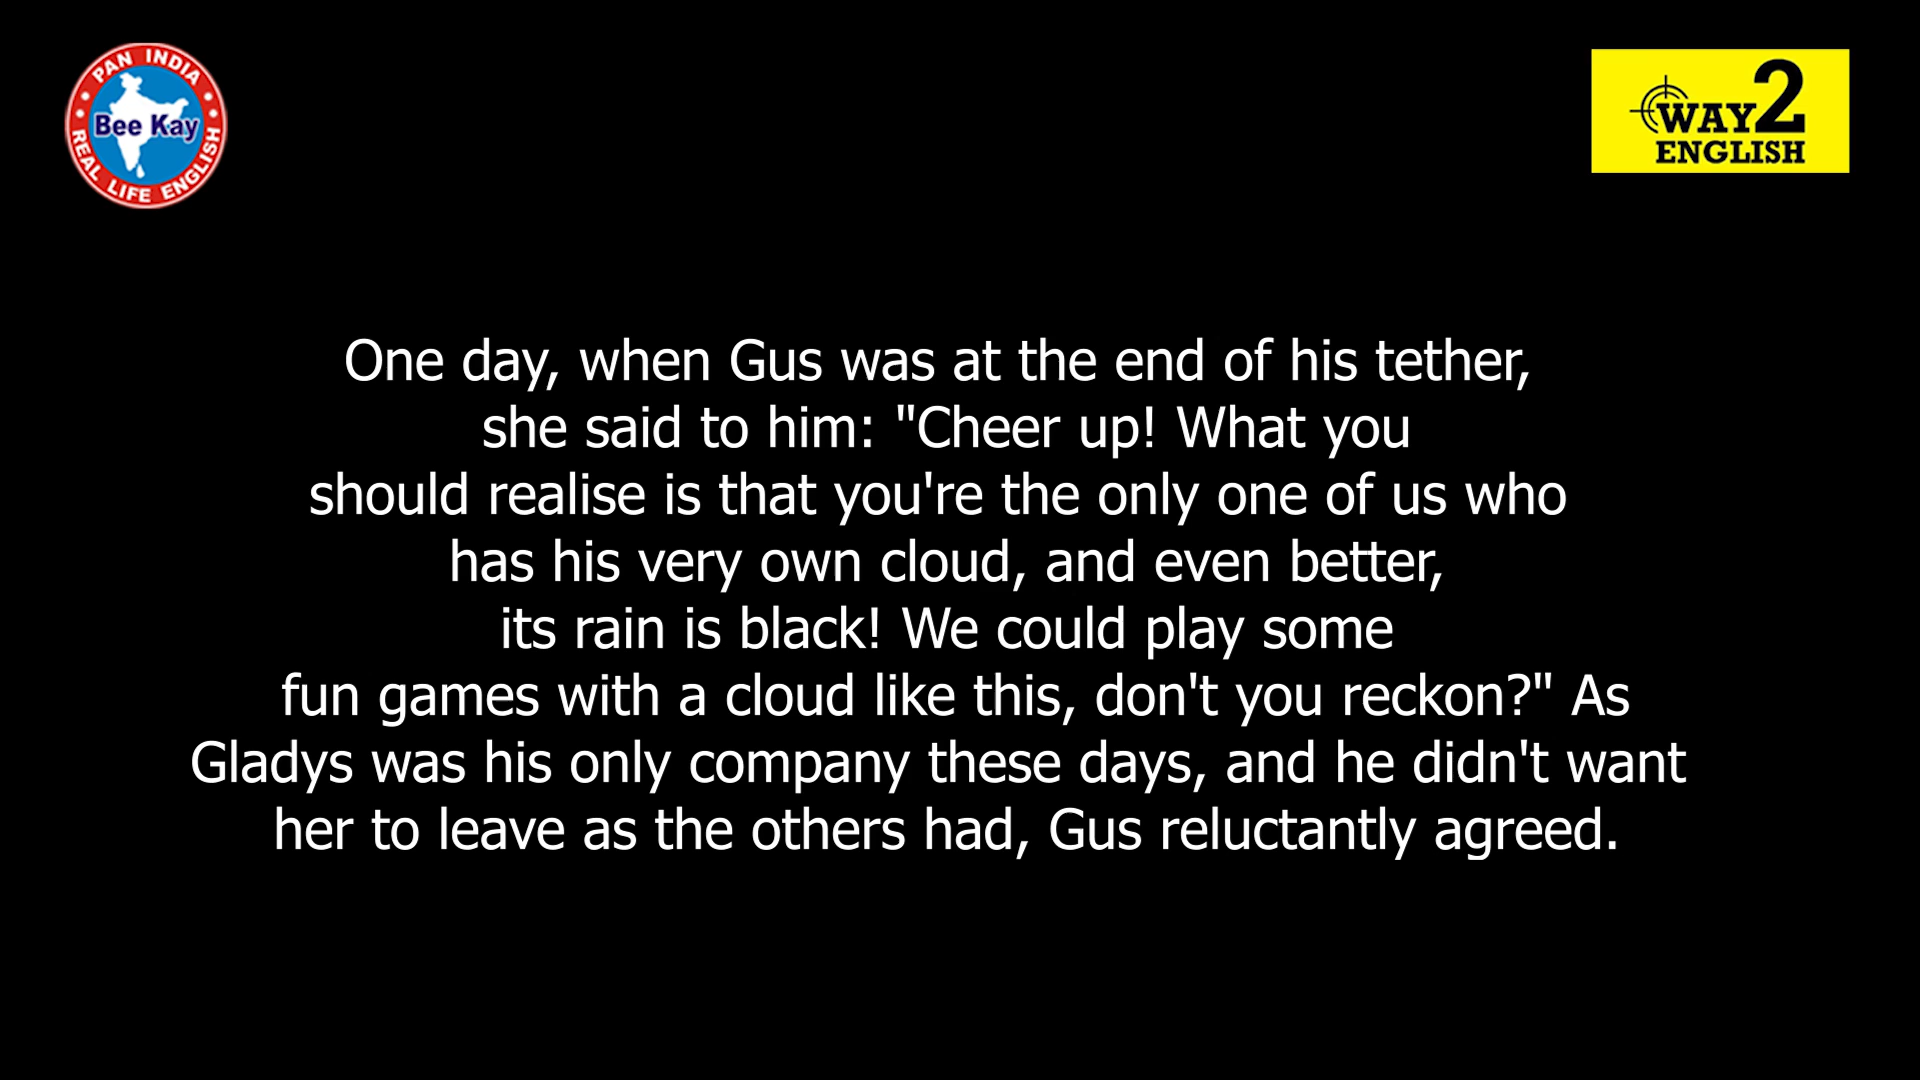 PAN INDIA
Bee Kay
REAL LIFE ENGLISH
WAY2
ENGLISH
One day, when Gus was at the end of his tether,
she said to him: "Cheer up! What you
should realise is that you're the only one of us who
has his very own cloud, and even better,
its rain is black! We could play some
fun games with a cloud like this, don't you reckon?" As
Gladys was his only company these days, and he didn't want
her to leave as the others had, Gus reluctantly agreed.